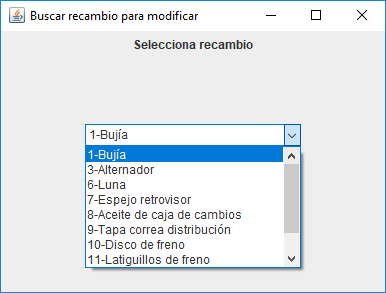 Buscar recambio para modificar
Selecciona recambio
1-Bujía
1-Bujía
3-Alternador
6-Luna
7-Espejo retrovisor
8-Aceite de caja de cambios
9-Tapa correa distribución
10-Disco de freno
11-Latiguillos de freno